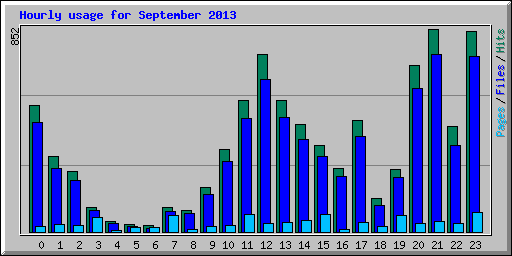 Hourly usage for September 2013
852
Pages / Files / Hits
0 1 2 3 4 5 6 7 8 9 10 11 12 13 14 15 16 17 18 19 20 21 22 23